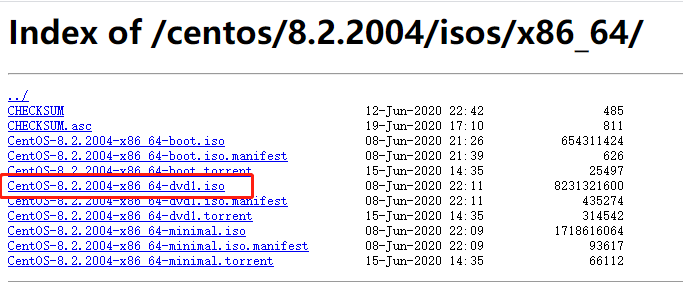 Index of /centos/8.2.2004/isos/x86_64/
../
CHECKSUM 12-Jun-2020 22:42 485
CHECKSUM.asc 19-Jun-2020 17:10 811
CentOS-8.2.2004-x86_64-boot.iso 08-Jun-2020 21:26 654311424
CentOS-8.2.2004-x86_64-boot.iso.manifest 08-Jun-2020 21:39 626
CentOS-8.2.2004-x86_64-boot.torrent 15-Jun-2020 14:35 25497
CentOS-8.2.2004-x86_64-dvd1.iso 08-Jun-2020 22:11 8231321600
CentOS-8.2.2004-x86_64-dvd1.iso.manifest 08-Jun-2020 22:11 435274
CentOS-8.2.2004-x86_64-dvd1.torrent 15-Jun-2020 14:35 314542
CentOS-8.2.2004-x86_64-minimal.iso 08-Jun-2020 22:09 1718616064
CentOS-8.2.2004-x86_64-minimal.iso.manifest 08-Jun-2020 22:09 93617
CentOS-8.2.2004-x86_64-minimal.torrent 15-Jun-2020 14:35 66112